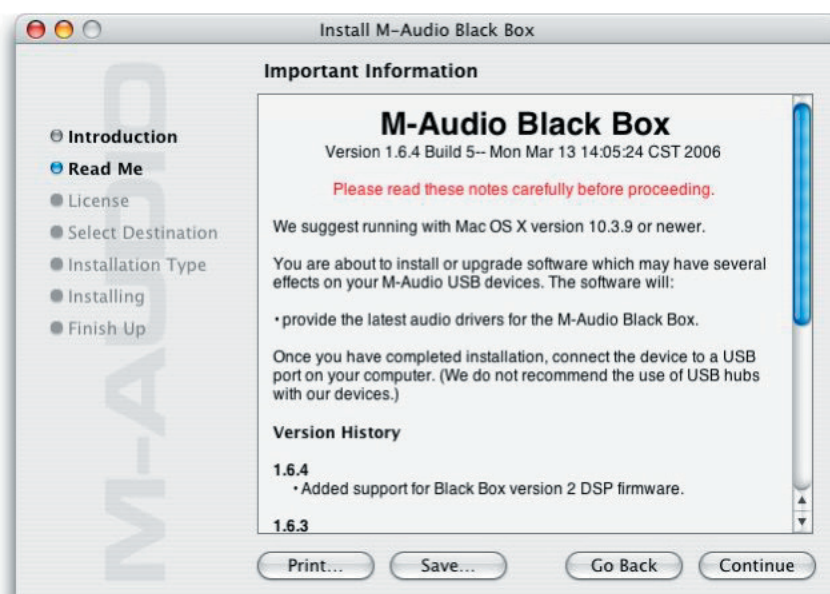 Install M-Audio Black Box
Important Information
Introduction
Read Me
License
Select Destination
Installation Type
Installing
Finish Up
M-AUDIO
M-Audio Black Box
Version 1.6.4 Build 5-- Mon Mar 13 14:05:24 CST 2006
Please read these notes carefully before proceeding.
We suggest running with Mac OS X version 10.3.9 or newer.
You are about to install or upgrade software which may have several
effects on your M-Audio USB devices. The software will:
•provide the latest audio drivers for the M-Audio Black Box.
Once you have completed installation, connect the device to a USB
port on your computer. (We do not recommend the use of USB hubs
with our devices.)
Version History
1.6.4
•Added support for Black Box version 2 DSP firmware.
1.6.3
Print...
Save...
Go Back
Continue